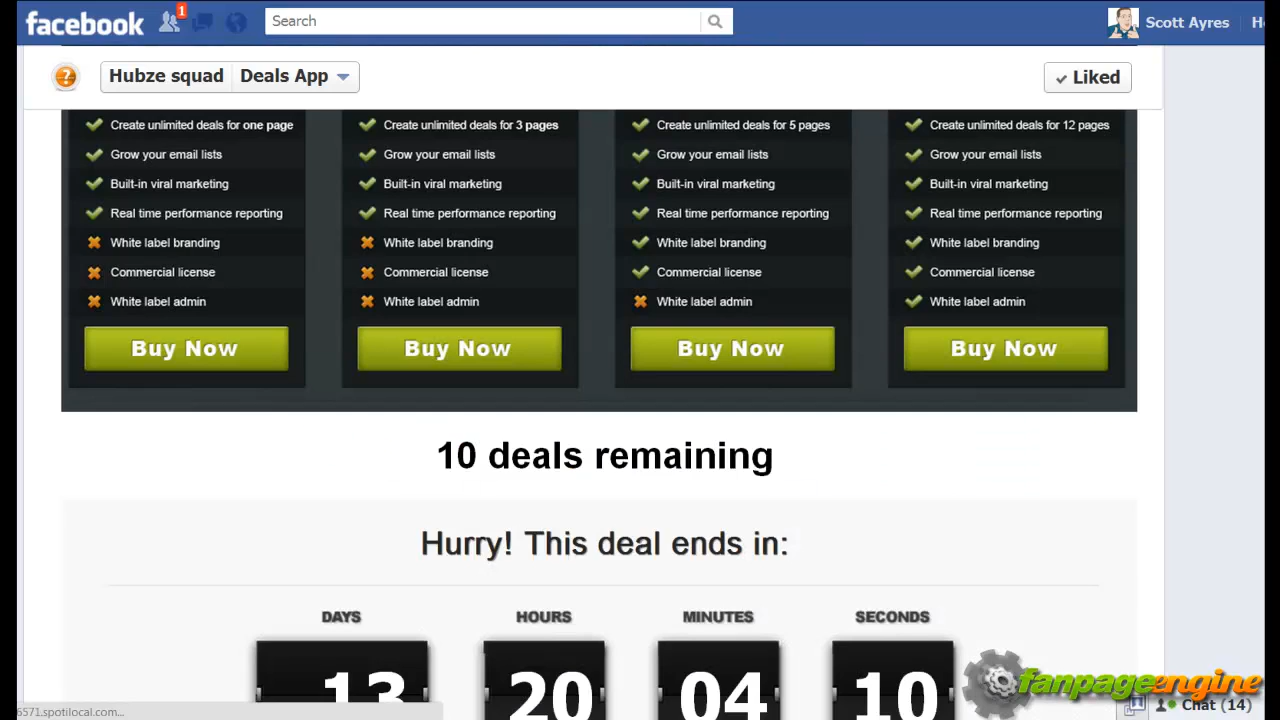 facebook
1
Search
Scott Ayres
Hubze squad
Deals App
Liked
Create unlimited deals for one page
Grow your email lists
Built-in viral marketing
Real time performance reporting
White label branding
Commercial license
White label admin
Buy Now
Create unlimited deals for 3 pages
Grow your email lists
Built-in viral marketing
Real time performance reporting
White label branding
Commercial license
White label admin
Buy Now
Create unlimited deals for 5 pages
Grow your email lists
Built-in viral marketing
Real time performance reporting
White label branding
Commercial license
White label admin
Buy Now
Create unlimited deals for 12 pages
Grow your email lists
Built-in viral marketing
Real time performance reporting
White label branding
Commercial license
White label admin
Buy Now
10 deals remaining
Hurry! This deal ends in:
DAYS HOURS MINUTES SECONDS
13 20 04 10
fanpageengine
6571.spotilocal.com...
Chat (14)